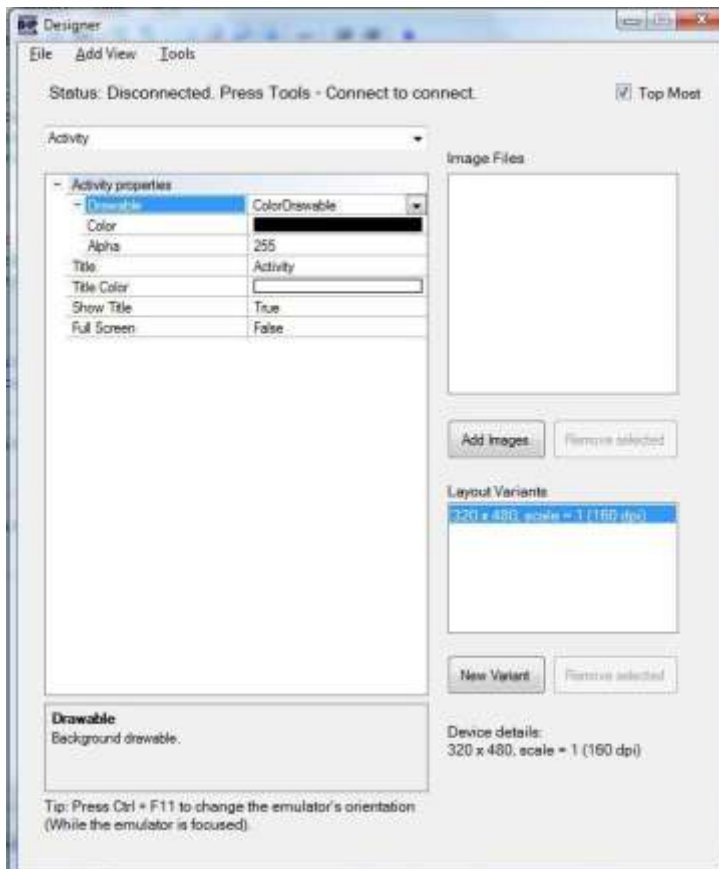 Designer
File Add View Tools
Status: Disconnected. Press Tools - Connect to connect.
Top Most
Activity
Image Files
Activity properties
Drawable ColorDrawable
Color
Alpha 255
Title Activity
Title Color
Show Title True
Full Screen False
Add Images Remove selected
Layout Variants
320 x 480, scale = 1 (160 dpi)
New Variant Remove selected
Drawable
Background drawable.
Device details:
320 x 480, scale = 1 (160 dpi)
Tip: Press Ctrl + F11 to change the emulator's orientation
(While the emulator is focused).